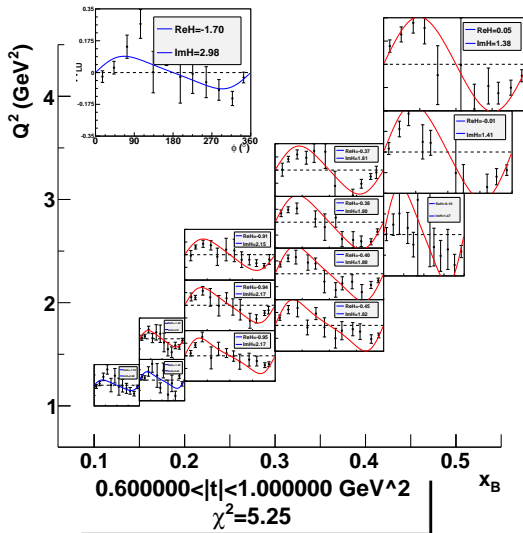 0.35
0.175
0
-0.175
-0.35
0 90 180 270 360
φ (°)
LU
ReH=-1.70
ImH=2.98
ReH=0.05
ImH=1.38
ReH=-0.01
ImH=1.41
ReH=-0.37
ImH=1.81
ReH=-0.38
ImH=1.80
ReH=-0.40
ImH=1.80
ReH=-0.45
ImH=1.82
ReH=-0.91
ImH=2.15
ReH=-0.94
ImH=2.17
ReH=-0.95
ImH=2.17
Q² (GeV²)
4
3
2
1
0.1 0.2 0.3 0.4 0.5
x_B
0.600000<|t|<1.000000 GeV^2
χ²=5.25